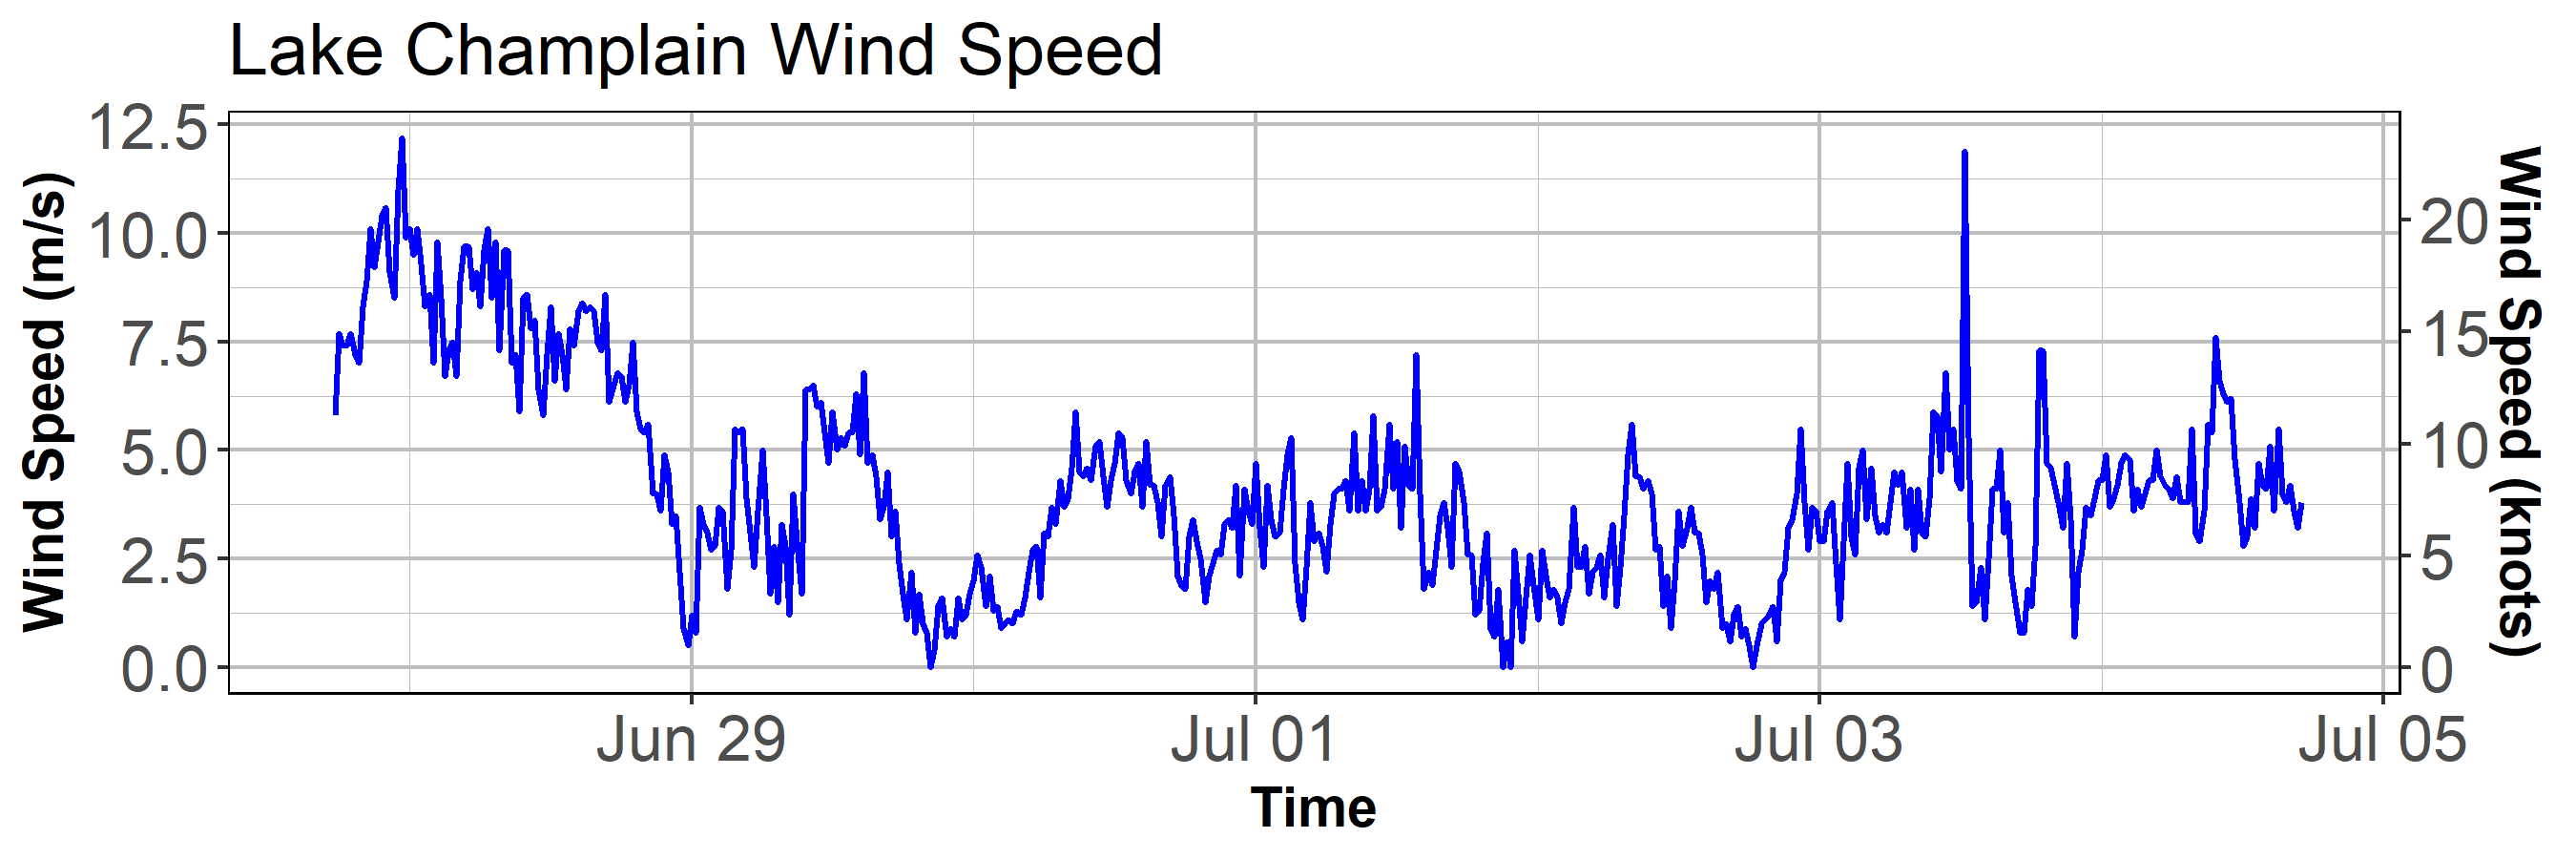 Lake Champlain Wind Speed
12.5
10.0
7.5
5.0
2.5
0.0
Wind Speed (m/s)
20
15
10
5
0
Wind Speed (knots)
Jun 29
Jul 01
Jul 03
Jul 05
Time